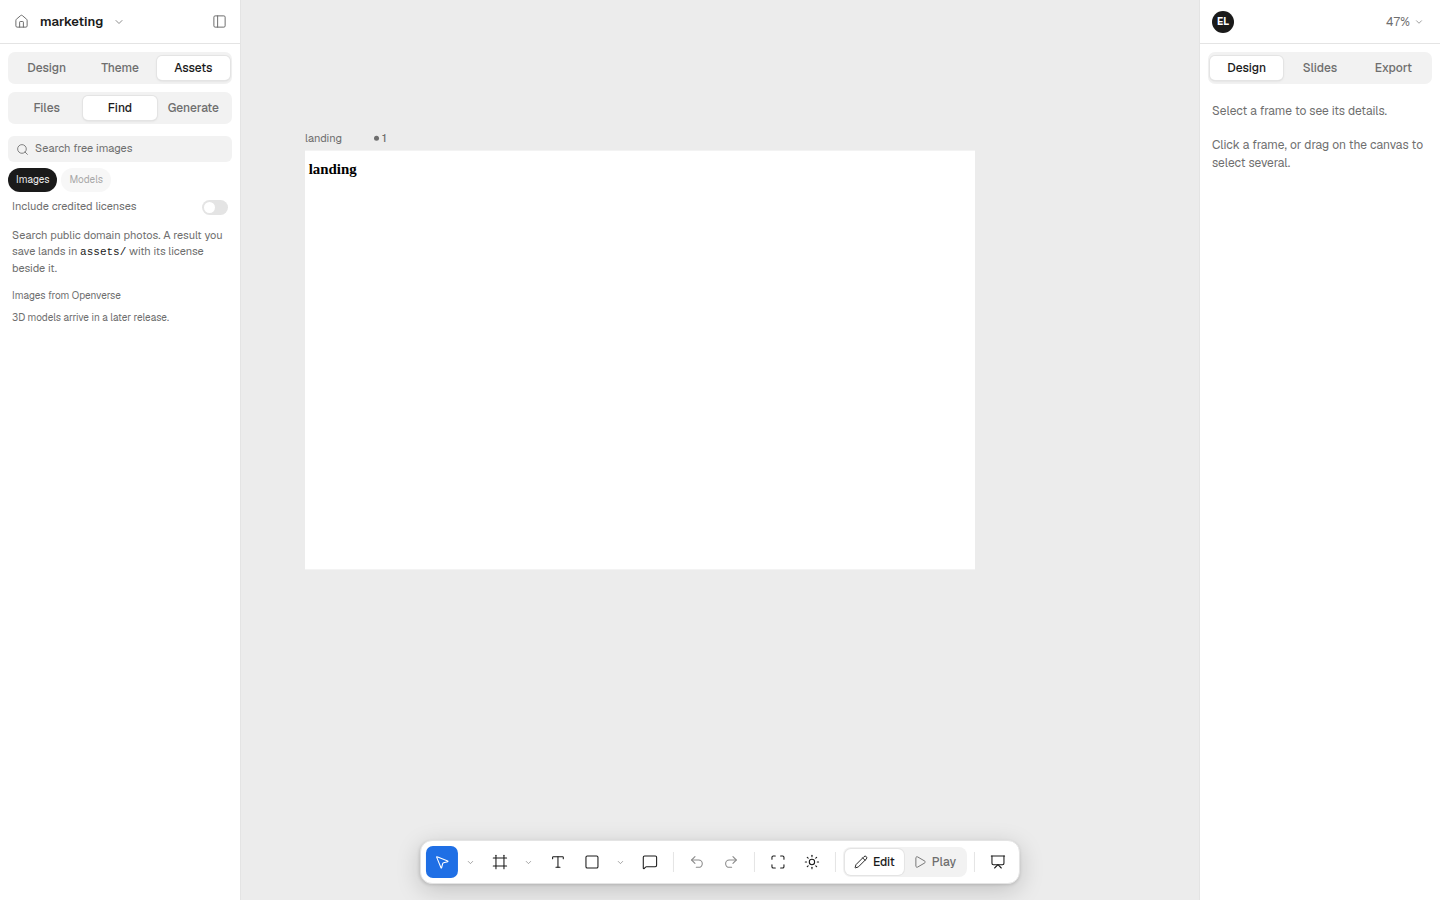 marketing
Design
Theme
Assets
Files
Find
Generate
Search free images
Images
Models
Include credited licenses
Search public domain photos. A result you
save lands in assets/ with its license
beside it.
Images from Openverse
3D models arrive in a later release.
landing
1
landing
Edit
Play
EL
47%
Design
Slides
Export
Select a frame to see its details.
Click a frame, or drag on the canvas to
select several.